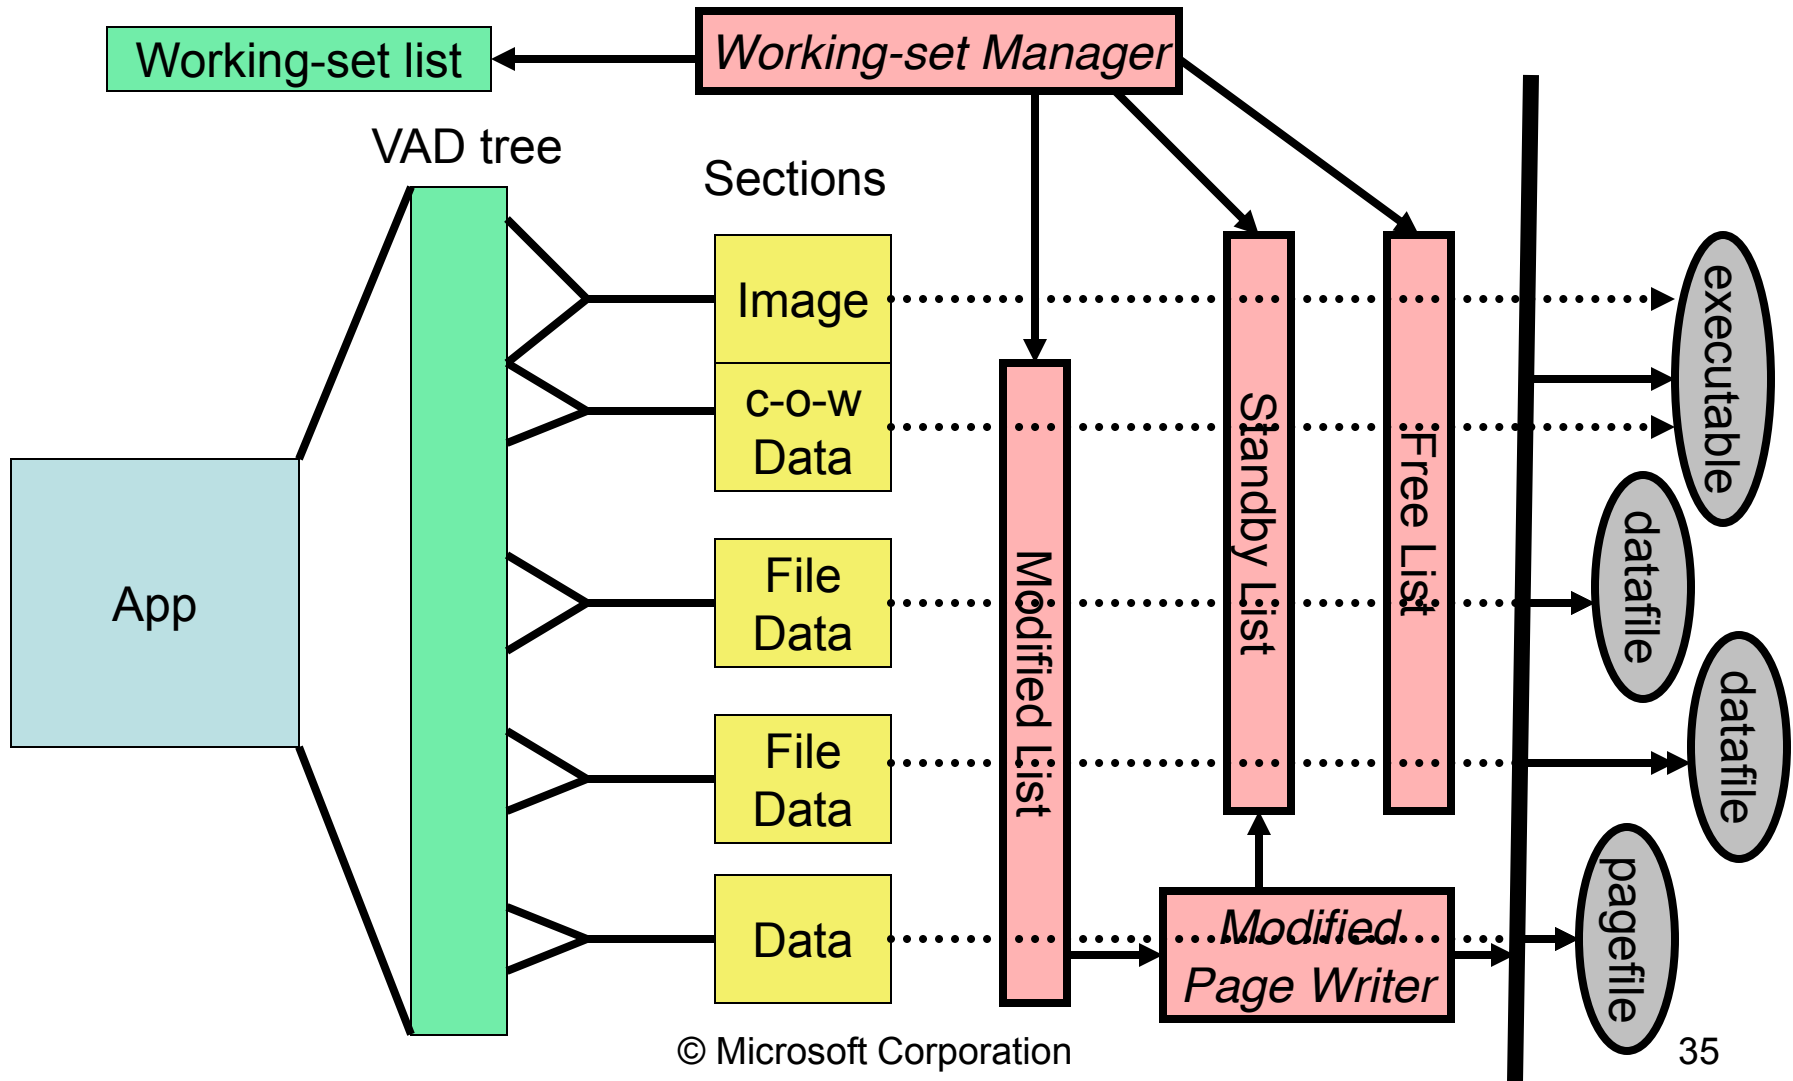 Working-set list
Working-set Manager
VAD tree
Sections
Image
c-o-w
Data
File
Data
File
Data
Data
App
Modified List
Standby List
Free List
Modified
Page Writer
executable
datafile
datafile
pagefile
© Microsoft Corporation
35